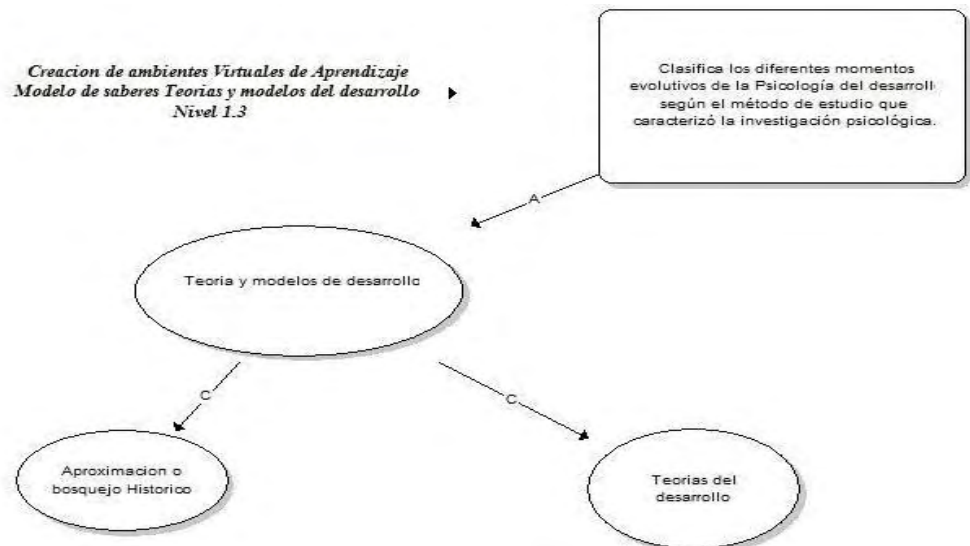 Creacion de ambientes Virtuales de Aprendizaje
Modelo de saberes Teorias y modelos del desarrollo
Nivel 1.3
Clasifica los diferentes momentos
evolutivos de la Psicología del desarroll
según el método de estudio que
caracterizó la investigación psicológica.
A
Teoria y modelos de desarrollo
C
C
Aproximacion o
bosquejo Historico
Teorias del
desarrollo